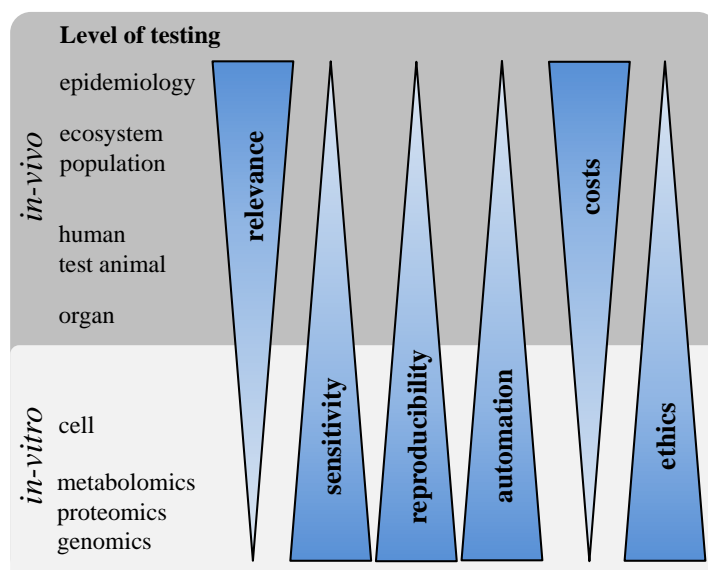 Level of testing
in-vivo
epidemiology
ecosystem
population
human
test animal
organ
in-vitro
cell
metabolomics
proteomics
genomics
relevance
sensitivity
reproducibility
automation
costs
ethics